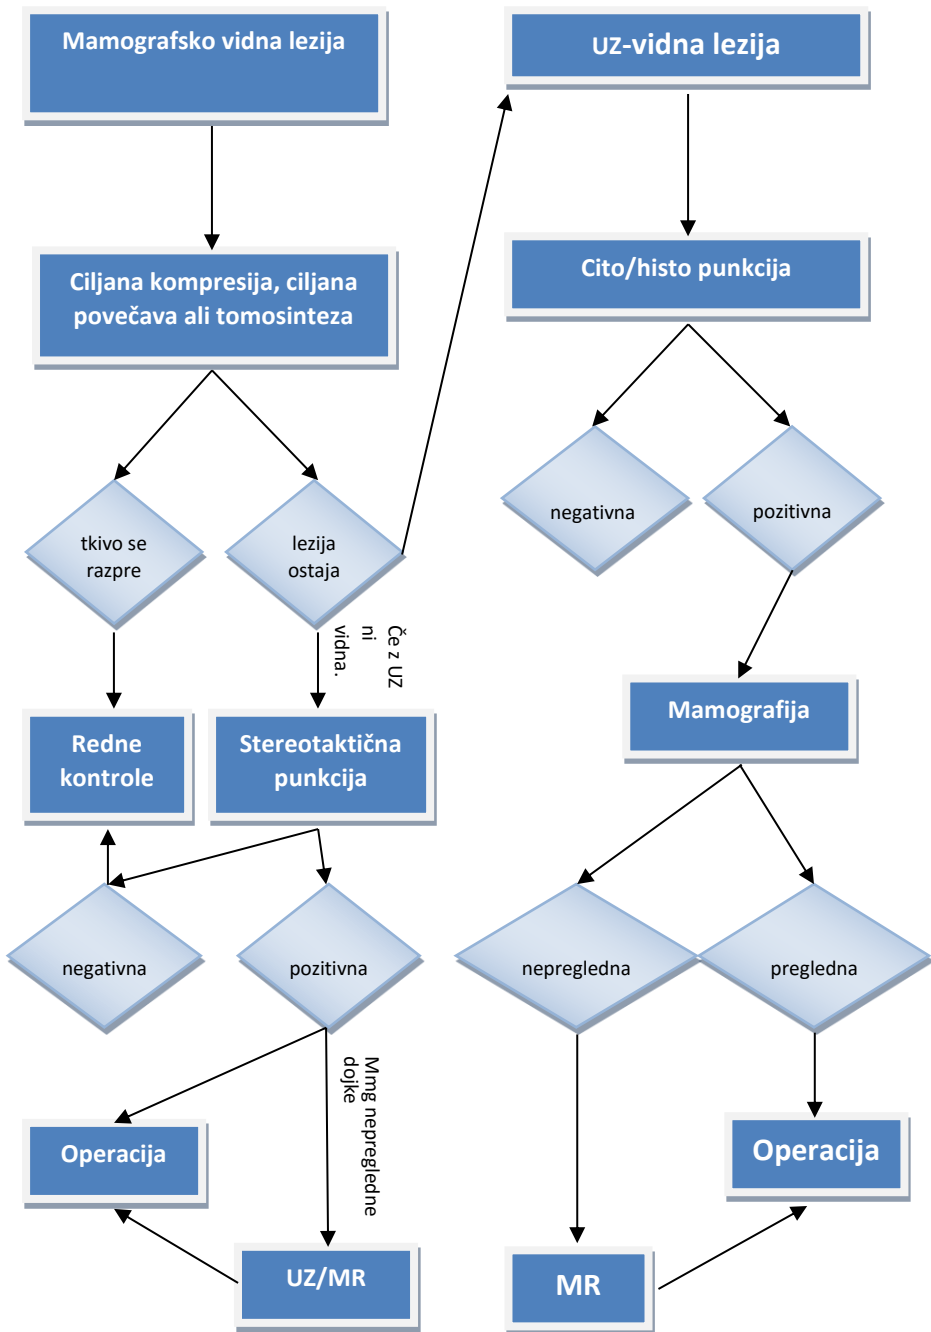 Mamografsko vidna lezija
UZ-vidna lezija
Ciljana kompresija, ciljana
povečava ali tomosinteza
Cito/histo punkcija
tkivo se
razpre
lezija
ostaja
negativna
pozitivna
Če z UZ
ni
vidna.
Redne
kontrole
Stereotaktična
punkcija
Mamografija
negativna
pozitivna
nepregledna
pregledna
Mmg nepregledne
dojke
Operacija
Operacija
UZ/MR
MR